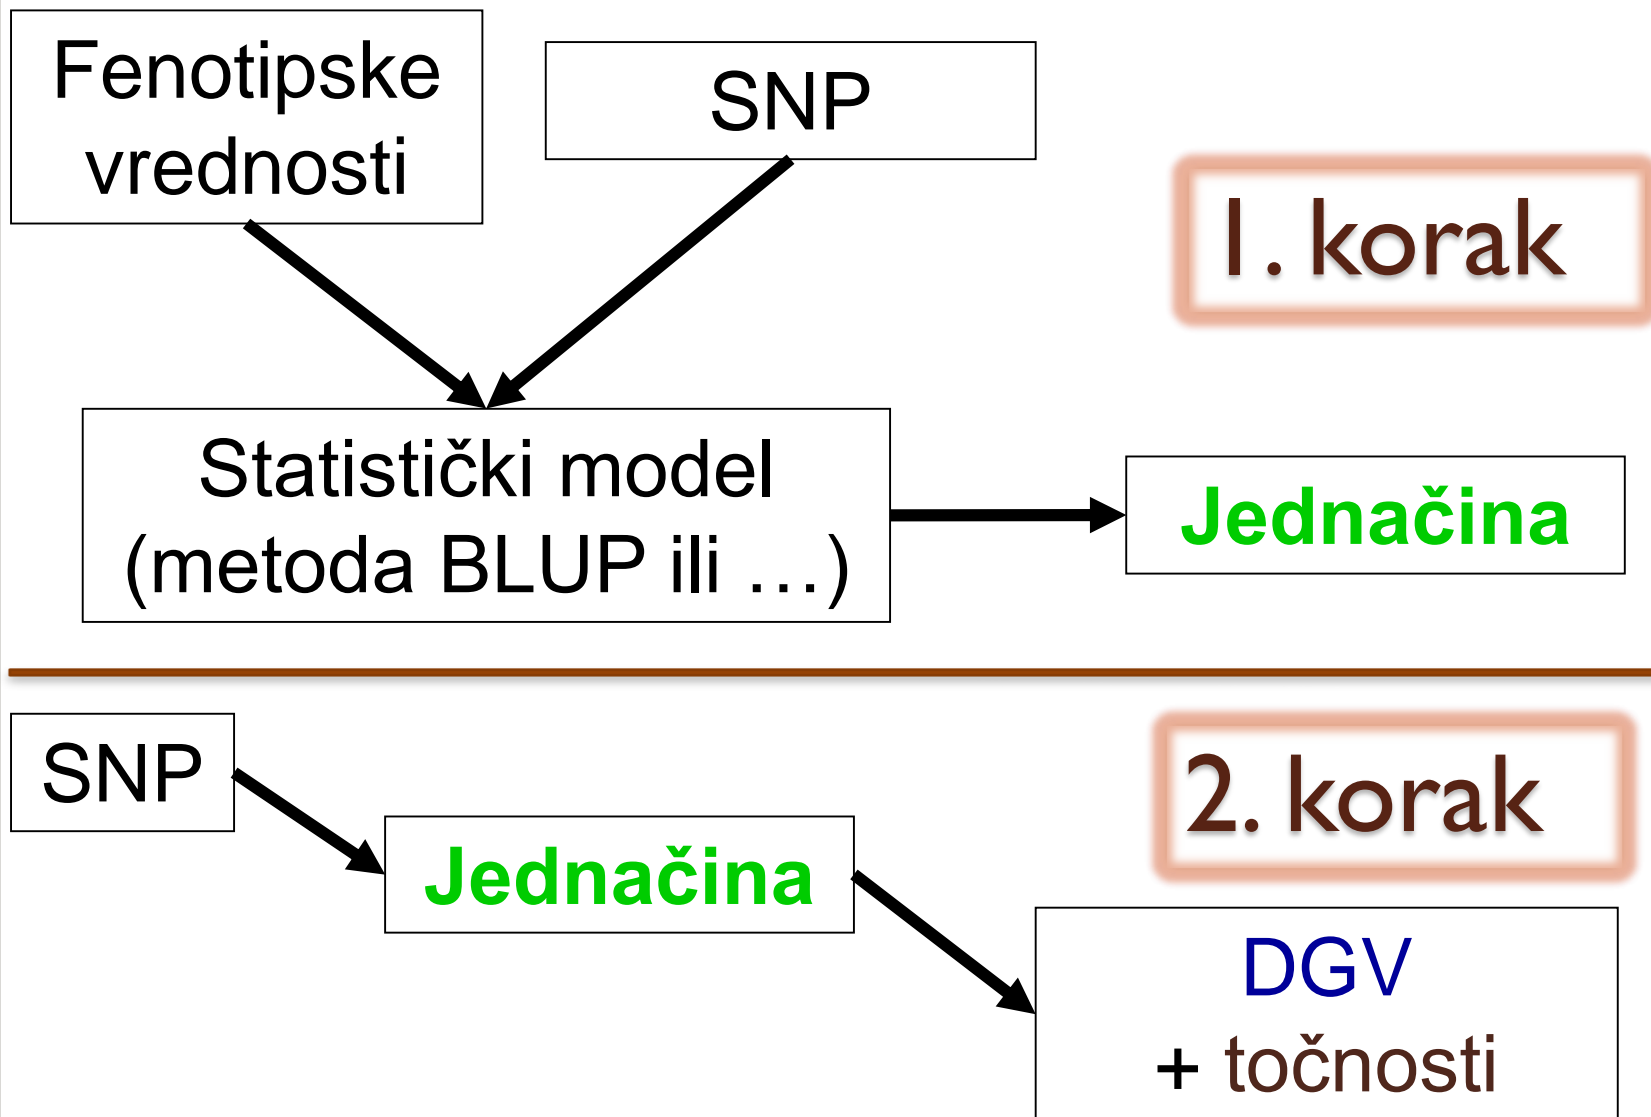 Fenotipske
vrednosti
SNP
1. korak
Statistički model
(metoda BLUP ili …)
Jednačina
SNP
2. korak
Jednačina
DGV
+ točnosti